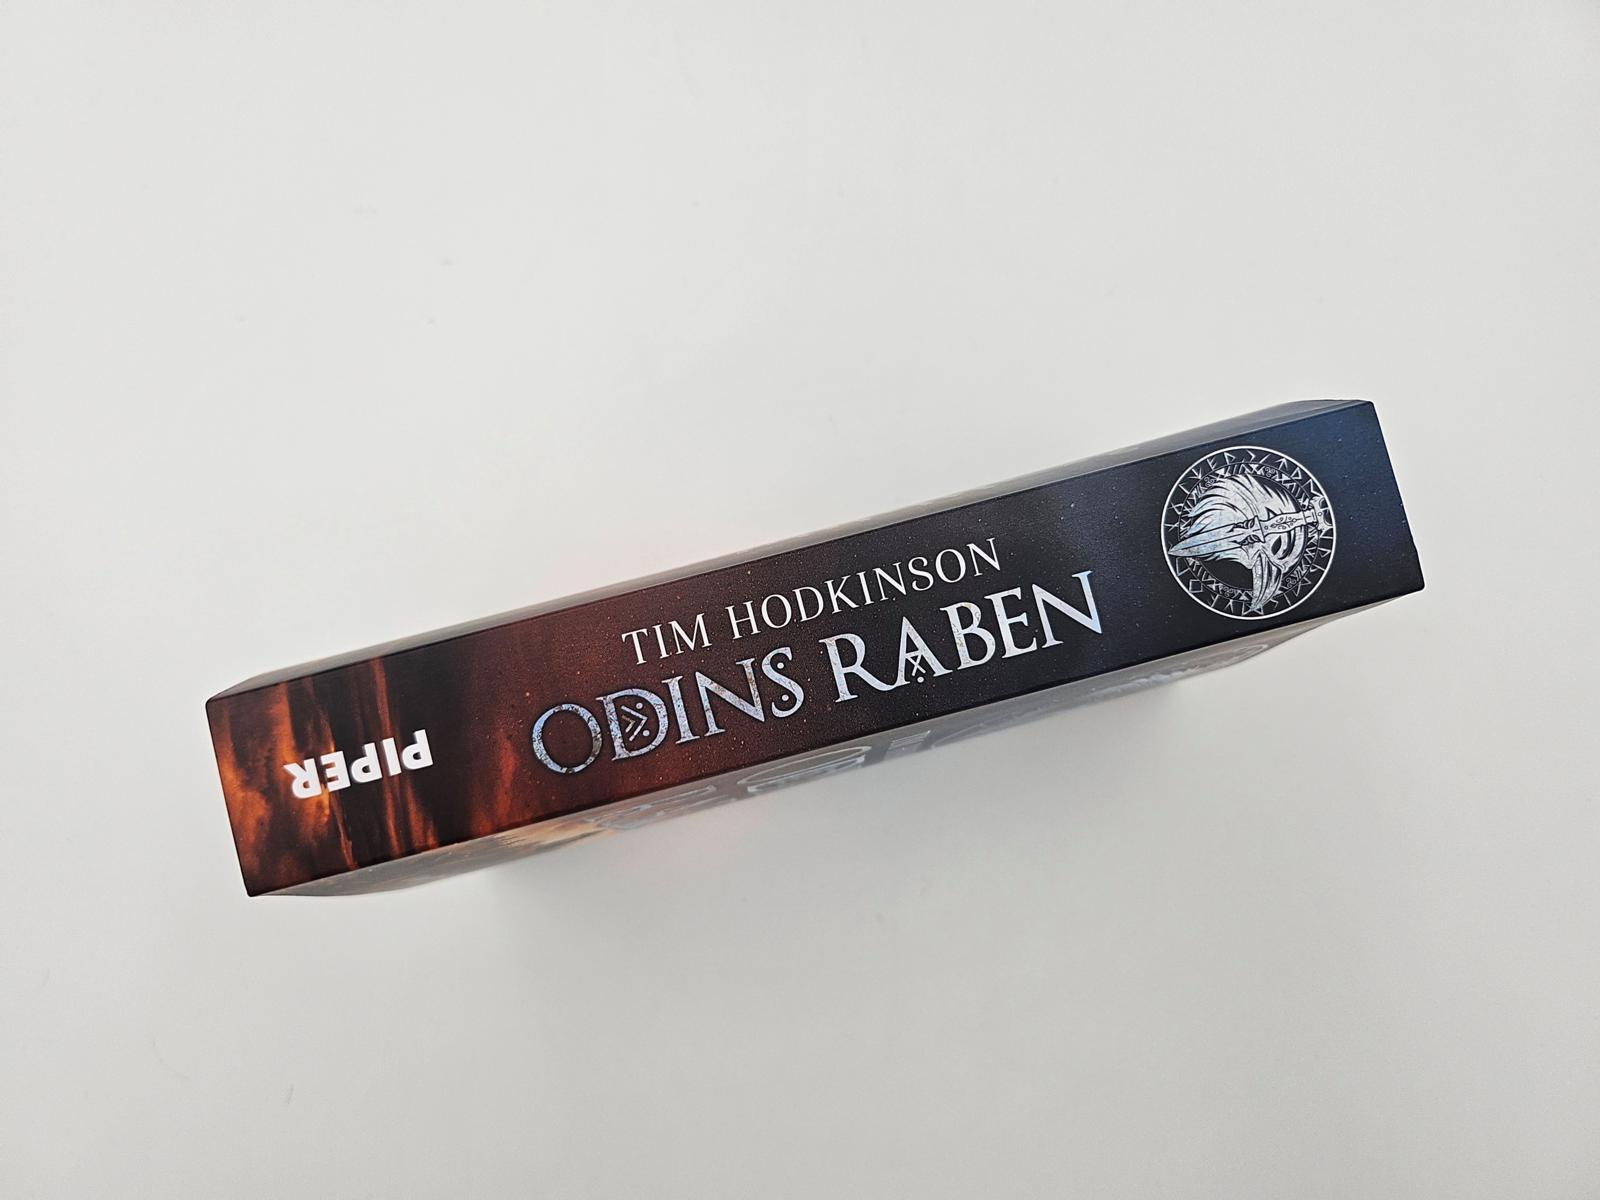 TIM HODKINSON
ODINS RABEN
PIPER